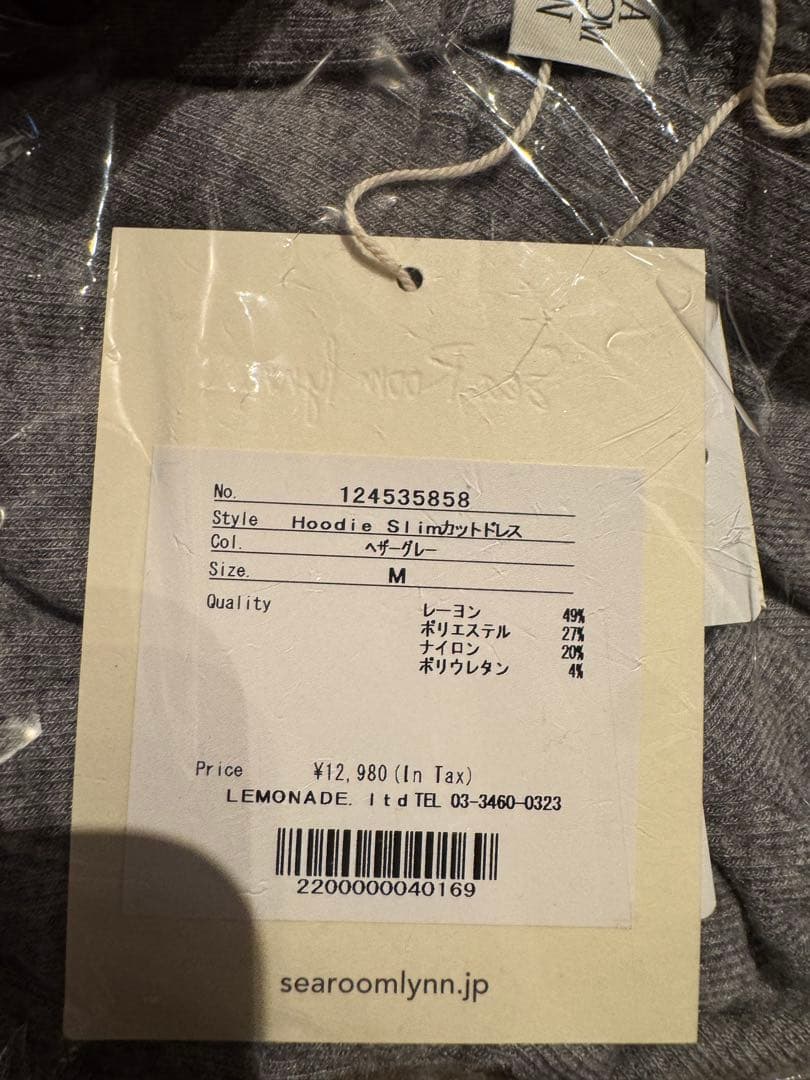 A
OM
N
No. 124535858
Style Hoodie Slimカットドレス
Col. ヘザーグレー
Size. M
Quality レーヨン 49%
ポリエステル 27%
ナイロン 20%
ポリウレタン 4%
Price ¥12,980(In Tax)
LEMONADE. ltd TEL 03-3460-0323
2200000040169
searoomlynn.jp